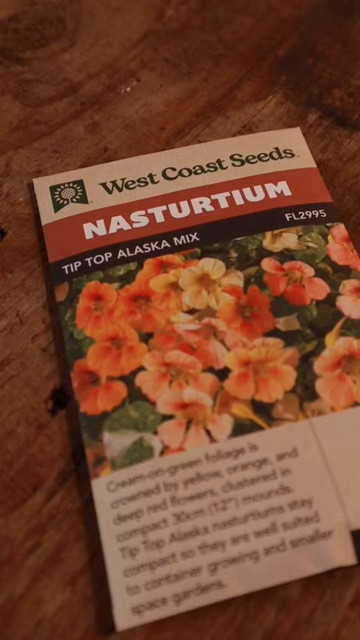 West Coast Seeds
NASTURTIUM
TIP TOP ALASKA MIX FL2995
Cream-on-green foliage is
crowned by yellow, orange, and
deep red flowers, clustered in
compact 30cm (12") mounds.
Tip Top Alaska nasturtiums stay
compact so they are well suited
to container growing and smaller
space gardens.